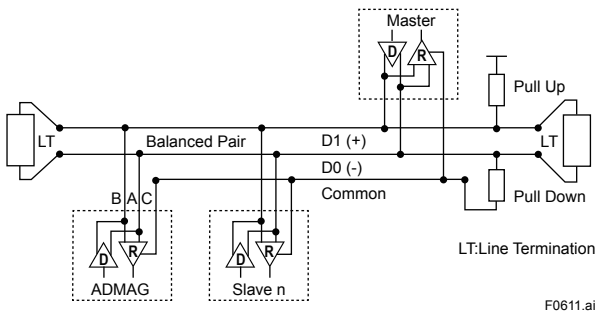 Master
D R
Pull Up
LT
Balanced Pair
D1 (+)
LT
D0 (-)
B A C
Common
Pull Down
D R
D R
LT:Line Termination
ADMAG
Slave n
F0611.ai